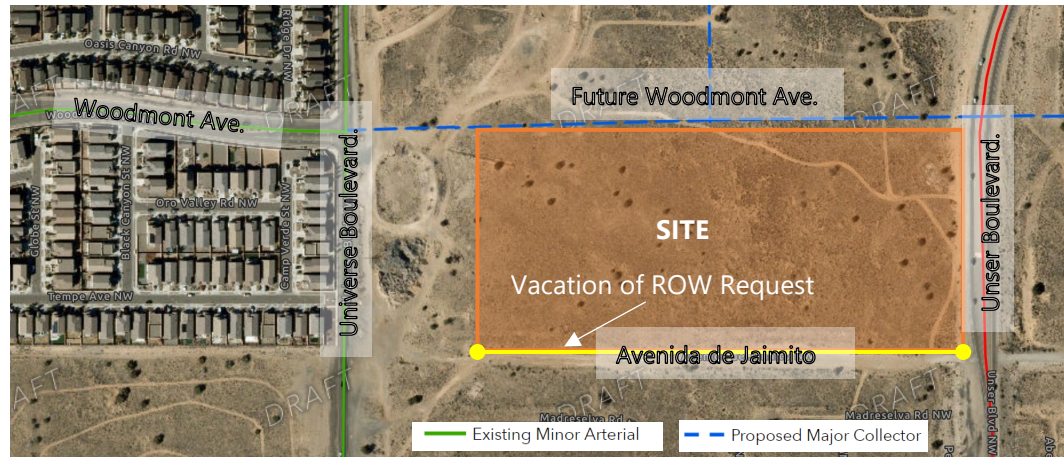 Oasis Canyon Rd NW
Ridge Dr NW
DRAFT
DRAFT
DRAFT
DRAFT
Woodmont Ave.
Future Woodmont Ave.
Universe Boulevard.
Unser Boulevard.
Globe St NW
Black Canyon St NW
Oro Valley Rd NW
Camp Verde St NW
Tempe Ave NW
SITE
Vacation of ROW Request
Avenida de Jaimito
DRAFT
DRAFT
DRAFT
Madreselva Rd
Madreselva Rd NW
Unser Blvd NW
Existing Minor Arterial
Proposed Major Collector